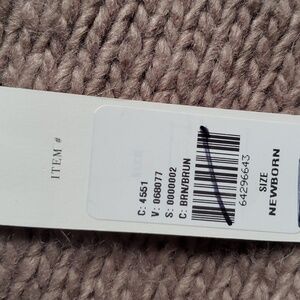 ITEM #
C: 4551
V: 068077
S: 0000002
C: BRN/BRUN
64296643
SIZE
NEWBORN